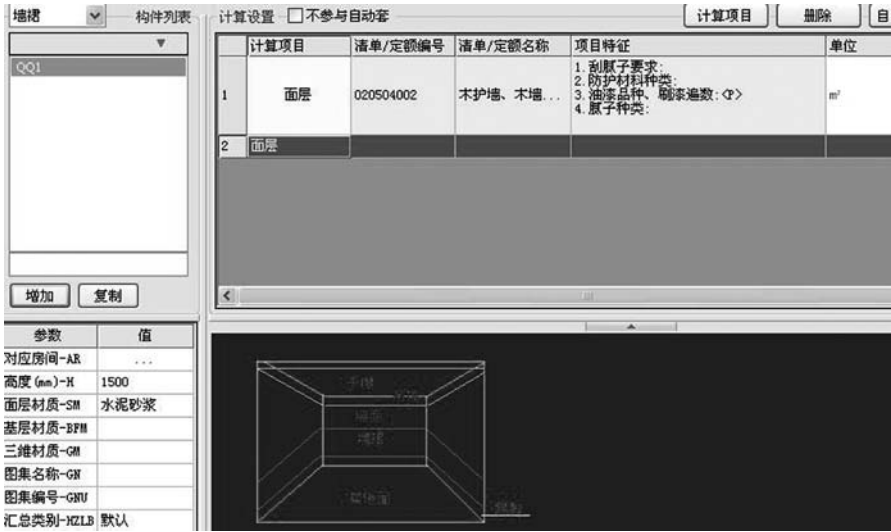 墙裙 构件列表 计算设置 不参与自动套 计算项目 删除 自
计算项目 清单/定额编号 清单/定额名称 项目特征 单位
QQ1
1 面层 020504002 木护墙、木墙... 1. 刮腻子要求: 2. 防护材料种类: 3. 油漆品种、刷漆遍数:<P> 4. 腻子种类: m²
2 面层
增加 复制
参数 值
对应房间-AR ...
高度(mm)-H 1500
面层材质-SM 水泥砂浆
基层材质-BFM
三维材质-GM
图集名称-GN
图集编号-GNU
汇总类别-HZLB 默认
墙裙